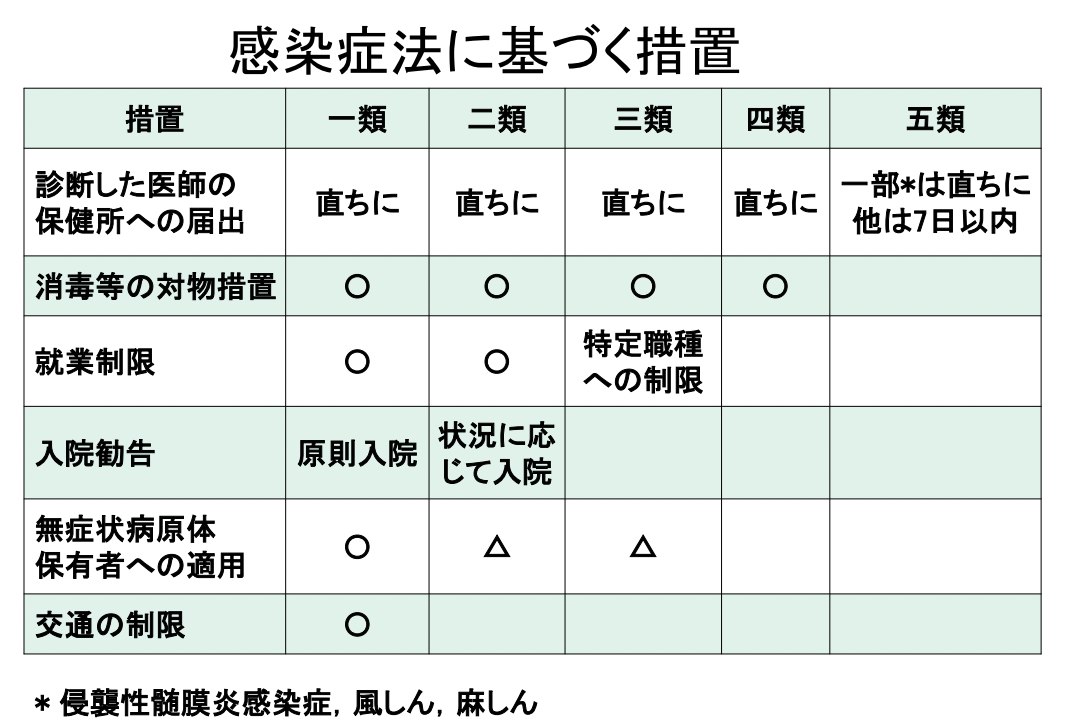 感染症法に基づく措置
措置 一類 二類 三類 四類 五類
診断した医師の
保健所への届出 直ちに 直ちに 直ちに 直ちに 一部*は直ちに
他は7日以内
消毒等の対物措置 ○ ○ ○ ○
就業制限 ○ ○ 特定職種
への制限
入院勧告 原則入院 状況に応
じて入院
無症状病原体
保有者への適用 ○ △ △
交通の制限 ○
* 侵襲性髄膜炎感染症, 風しん, 麻しん